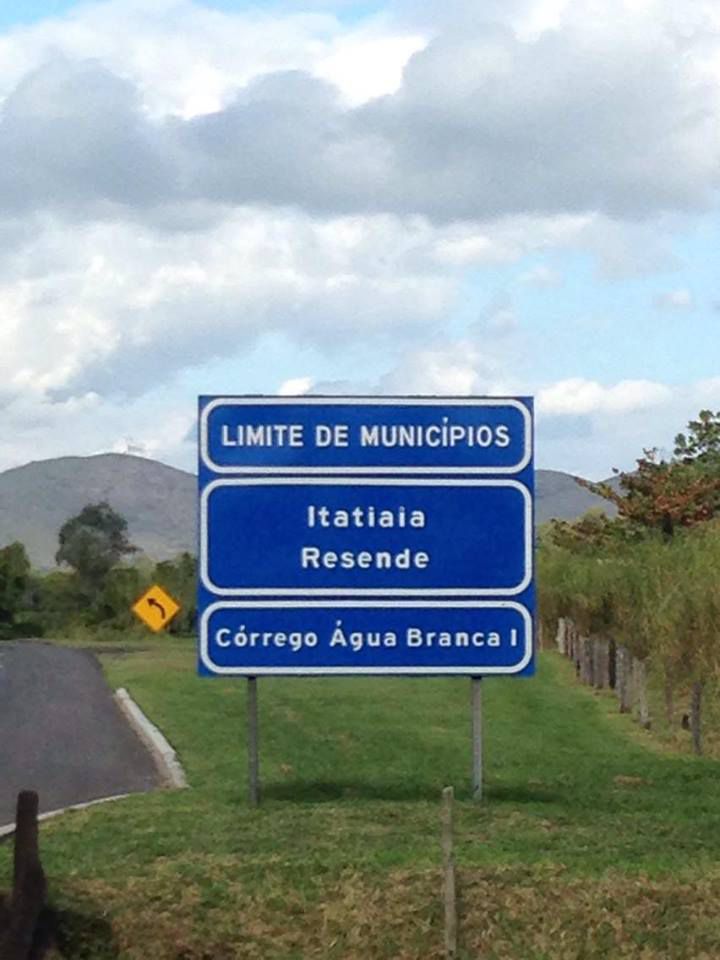 LIMITE DE MUNICÍPIOS
Itatiaia
Resende
Córrego Água Branca I